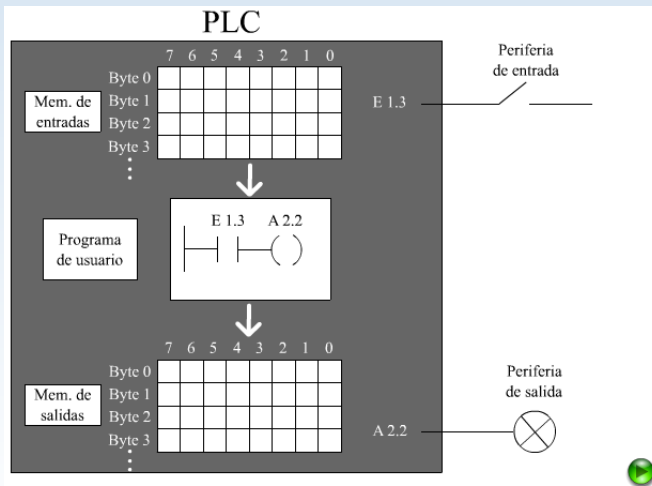 PLC
7 6 5 4 3 2 1 0
Byte 0
Byte 1
Byte 2
Byte 3
Mem. de
entradas
E 1.3
Periferia
de entrada
Programa
de usuario
E 1.3 A 2.2
7 6 5 4 3 2 1 0
Byte 0
Byte 1
Byte 2
Byte 3
Mem. de
salidas
A 2.2
Periferia
de salida